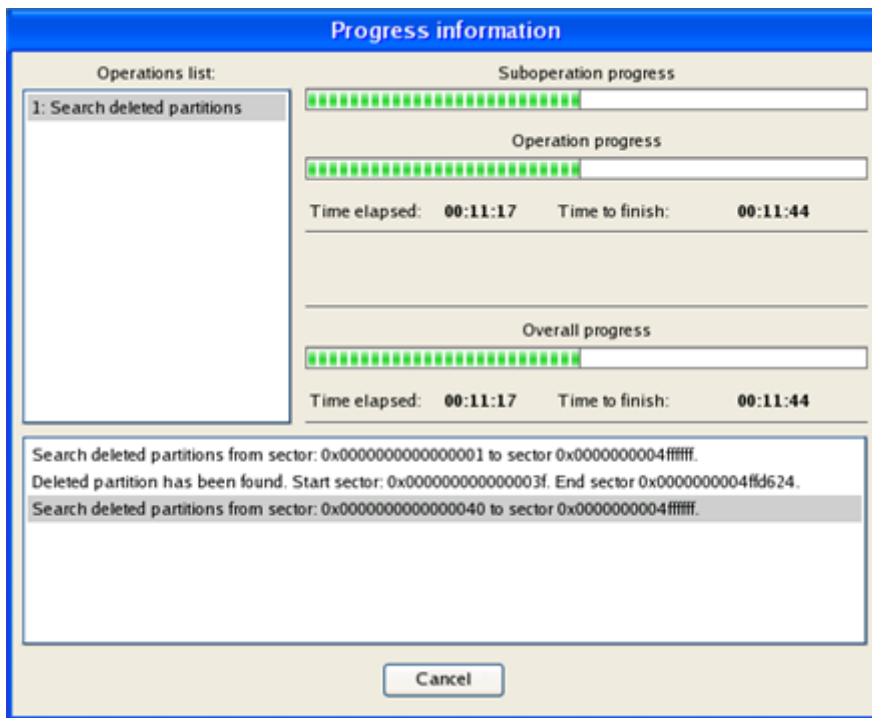 Progress information
Operations list:
1: Search deleted partitions
Suboperation progress
Operation progress
Time elapsed: 00:11:17 Time to finish: 00:11:44
Overall progress
Time elapsed: 00:11:17 Time to finish: 00:11:44
Search deleted partitions from sector: 0x0000000000000001 to sector 0x0000000004ffffff.
Deleted partition has been found. Start sector: 0x000000000000003f. End sector 0x0000000004ffd624.
Search deleted partitions from sector: 0x0000000000000040 to sector 0x0000000004ffffff.
Cancel